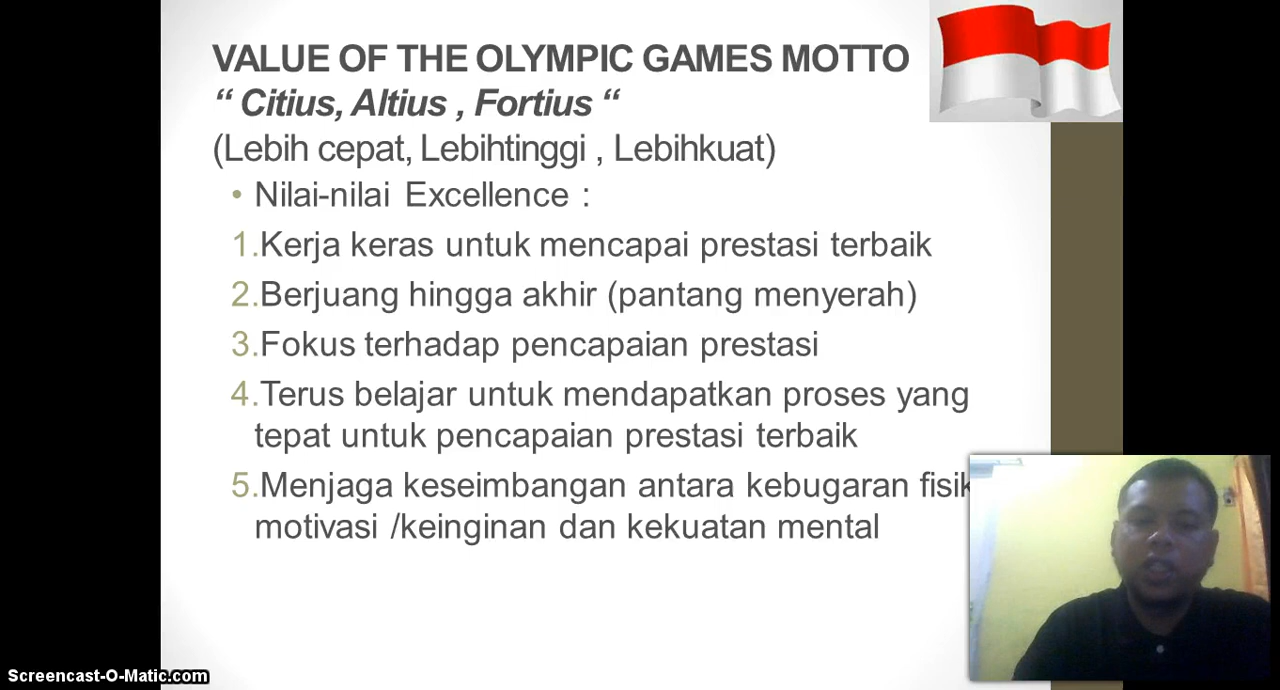 VALUE OF THE OLYMPIC GAMES MOTTO
“ Citius, Altius , Fortius “
(Lebih cepat, Lebihtinggi , Lebihkuat)
• Nilai-nilai Excellence :
1.Kerja keras untuk mencapai prestasi terbaik
2.Berjuang hingga akhir (pantang menyerah)
3.Fokus terhadap pencapaian prestasi
4.Terus belajar untuk mendapatkan proses yang
tepat untuk pencapaian prestasi terbaik
5.Menjaga keseimbangan antara kebugaran fisik
motivasi /keinginan dan kekuatan mental
Screencast-O-Matic.com